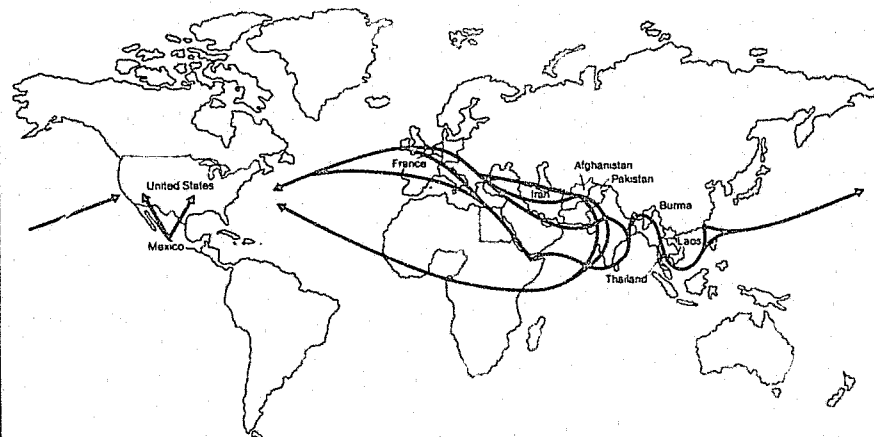 France
Afghanistan
Iran
Pakistan
United States
Burma
Mexico
Laos
Thailand